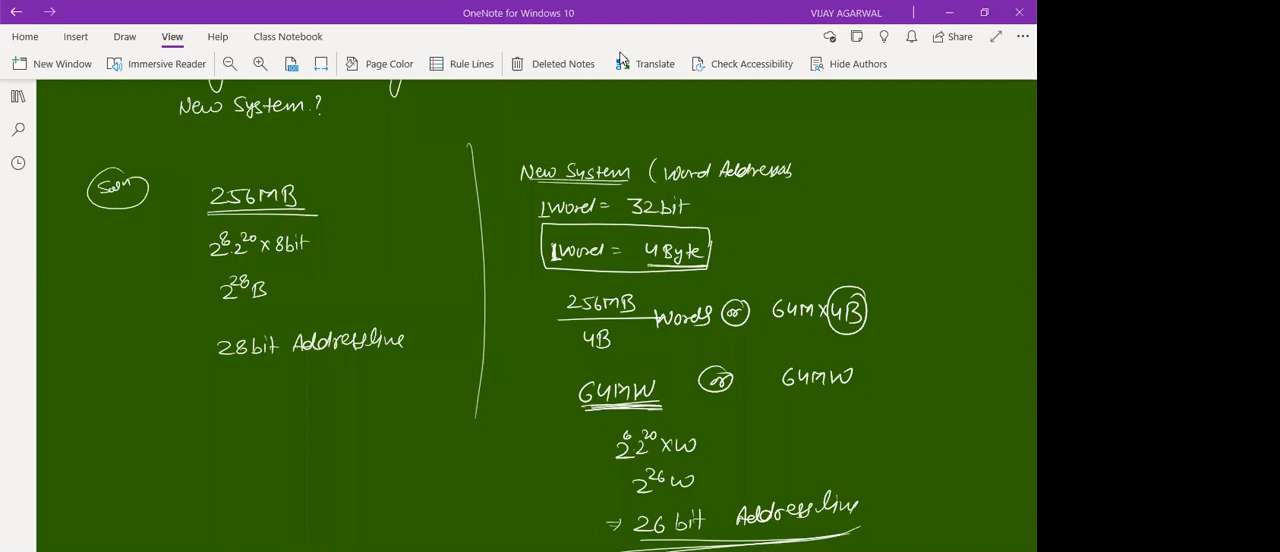 OneNote for Windows 10
VIJAY AGARWAL
Home Insert Draw View Help Class Notebook
Share
New Window Immersive Reader Page Color Rule Lines Deleted Notes Translate Check Accessibility Hide Authors
New System ?
Soln
256MB
2^8 2^20 x 8bit
2^28 B
28bit Addressline
New System (Word Address
1Word = 32bit
1Word = 4Byte
256MB / 4B Words or 64M x 4B
64MW or 64MW
2^6 2^20 x W
2^26 W
⇒ 26 bit Addressline